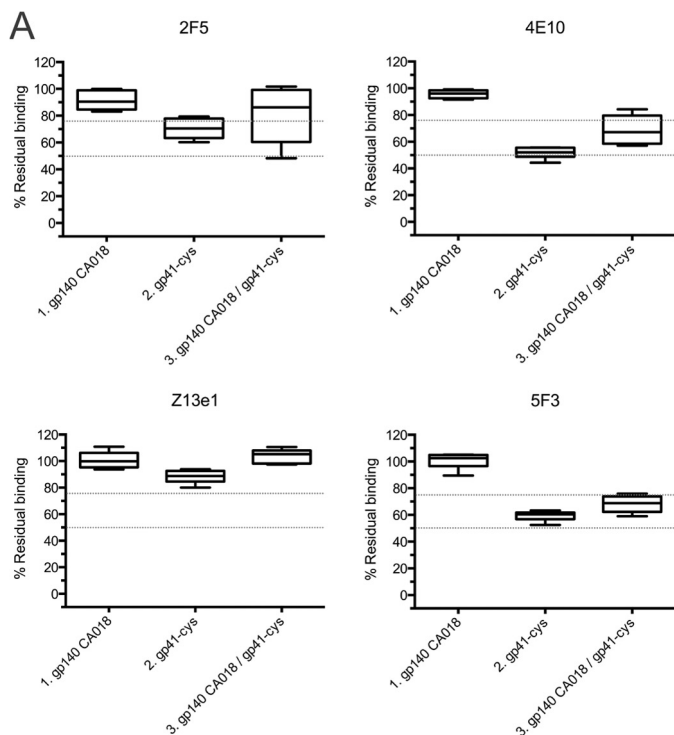 A
2F5
% Residual binding
120
100
80
60
40
20
0
1. gp140 CA018
2. gp41-cys
3. gp140 CA018 / gp41-cys
4E10
% Residual binding
120
100
80
60
40
20
0
1. gp140 CA018
2. gp41-cys
3. gp140 CA018 / gp41-cys
Z13e1
% Residual binding
120
100
80
60
40
20
0
1. gp140 CA018
2. gp41-cys
3. gp140 CA018 / gp41-cys
5F3
% Residual binding
120
100
80
60
40
20
0
1. gp140 CA018
2. gp41-cys
3. gp140 CA018 / gp41-cys